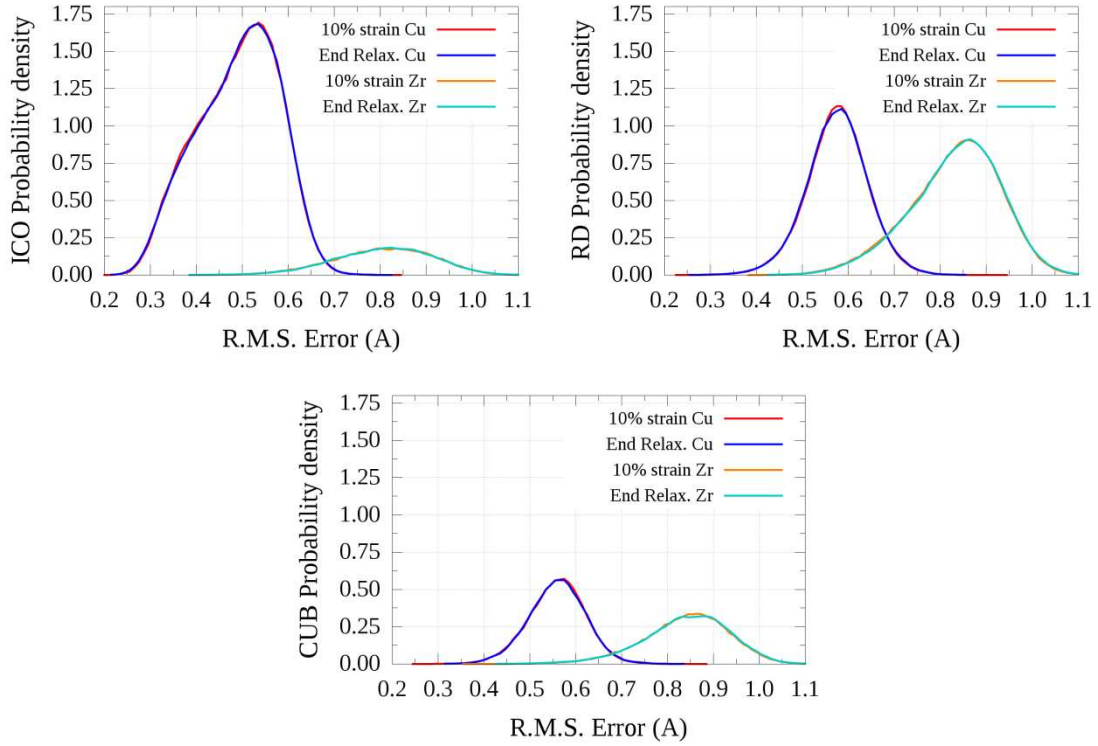 ICO Probability density
1.75
1.50
1.25
1.00
0.75
0.50
0.25
0.00
10% strain Cu
End Relax. Cu
10% strain Zr
End Relax. Zr
0.2 0.3 0.4 0.5 0.6 0.7 0.8 0.9 1.0 1.1
R.M.S. Error (A)
RD Probability density
1.75
1.50
1.25
1.00
0.75
0.50
0.25
0.00
10% strain Cu
End Relax. Cu
10% strain Zr
End Relax. Zr
0.2 0.3 0.4 0.5 0.6 0.7 0.8 0.9 1.0 1.1
R.M.S. Error (A)
CUB Probability density
1.75
1.50
1.25
1.00
0.75
0.50
0.25
0.00
10% strain Cu
End Relax. Cu
10% strain Zr
End Relax. Zr
0.2 0.3 0.4 0.5 0.6 0.7 0.8 0.9 1.0 1.1
R.M.S. Error (A)